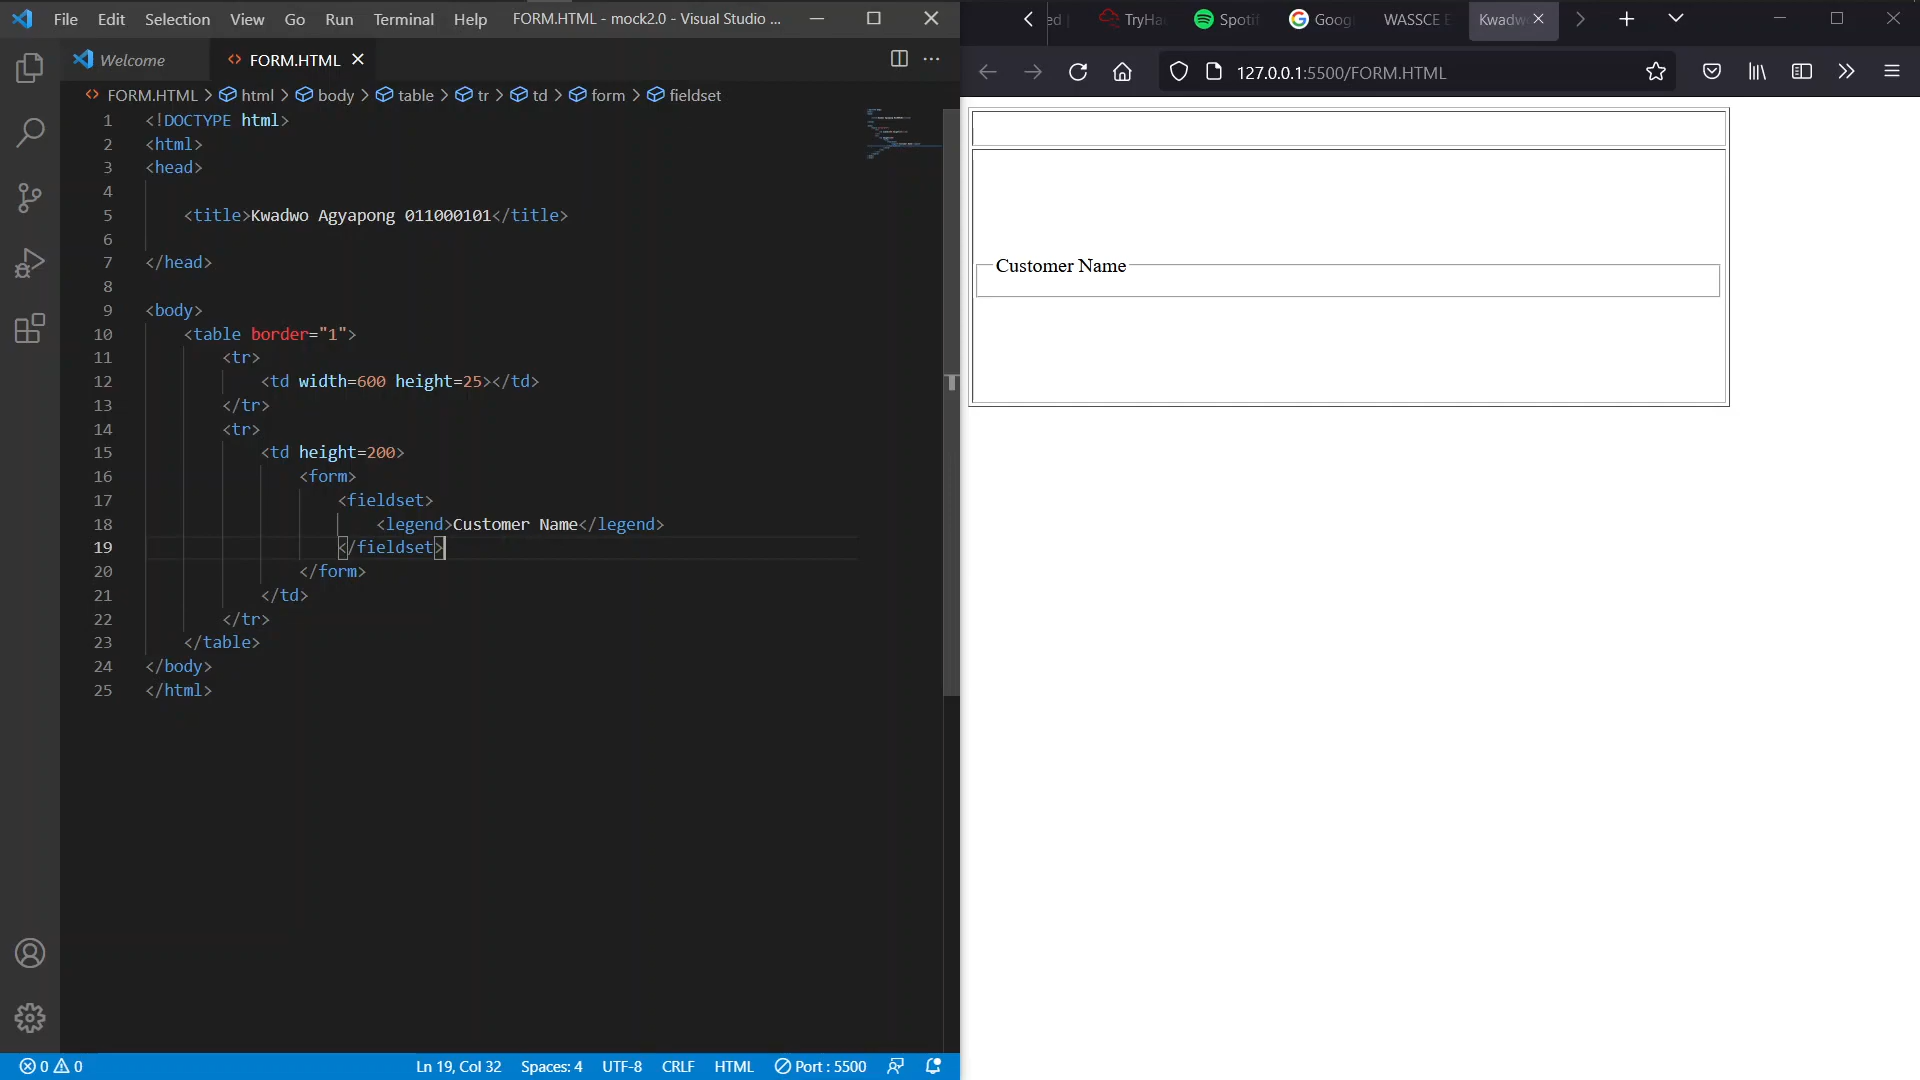 File Edit Selection View Go Run Terminal Help FORM.HTML - mock2.0 - Visual Studio ...
Welcome FORM.HTML
FORM.HTML > html > body > table > tr > td > form > fieldset
1 <!DOCTYPE html>
2 <html>
3 <head>
4
5 <title>Kwadwo Agyapong 011000101</title>
6
7 </head>
8
9 <body>
10 <table border="1">
11 <tr>
12 <td width=600 height=25></td>
13 </tr>
14 <tr>
15 <td height=200>
16 <form>
17 <fieldset>
18 <legend>Customer Name</legend>
19 </fieldset>
20 </form>
21 </td>
22 </tr>
23 </table>
24 </body>
25 </html>
0 0 Ln 19, Col 32 Spaces: 4 UTF-8 CRLF HTML Port : 5500
ed TryHa Spotif Goog WASSCE E Kwadw
127.0.0.1:5500/FORM.HTML
Customer Name